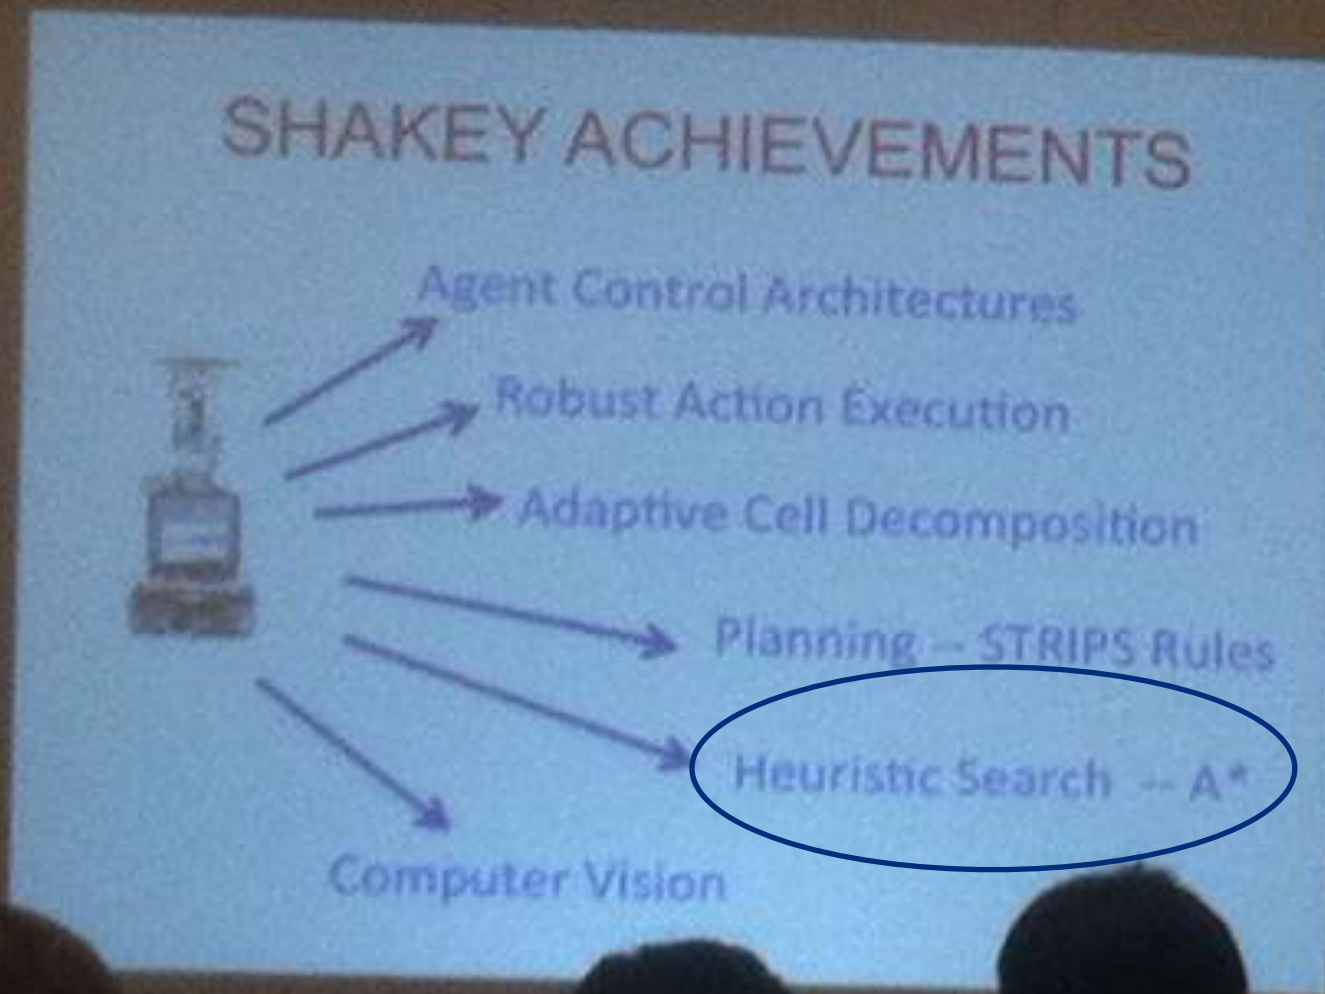 SHAKEY ACHIEVEMENTS
Agent Control Architectures
Robust Action Execution
Adaptive Cell Decomposition
Planning -- STRIPS Rules
Heuristic Search -- A*
Computer Vision